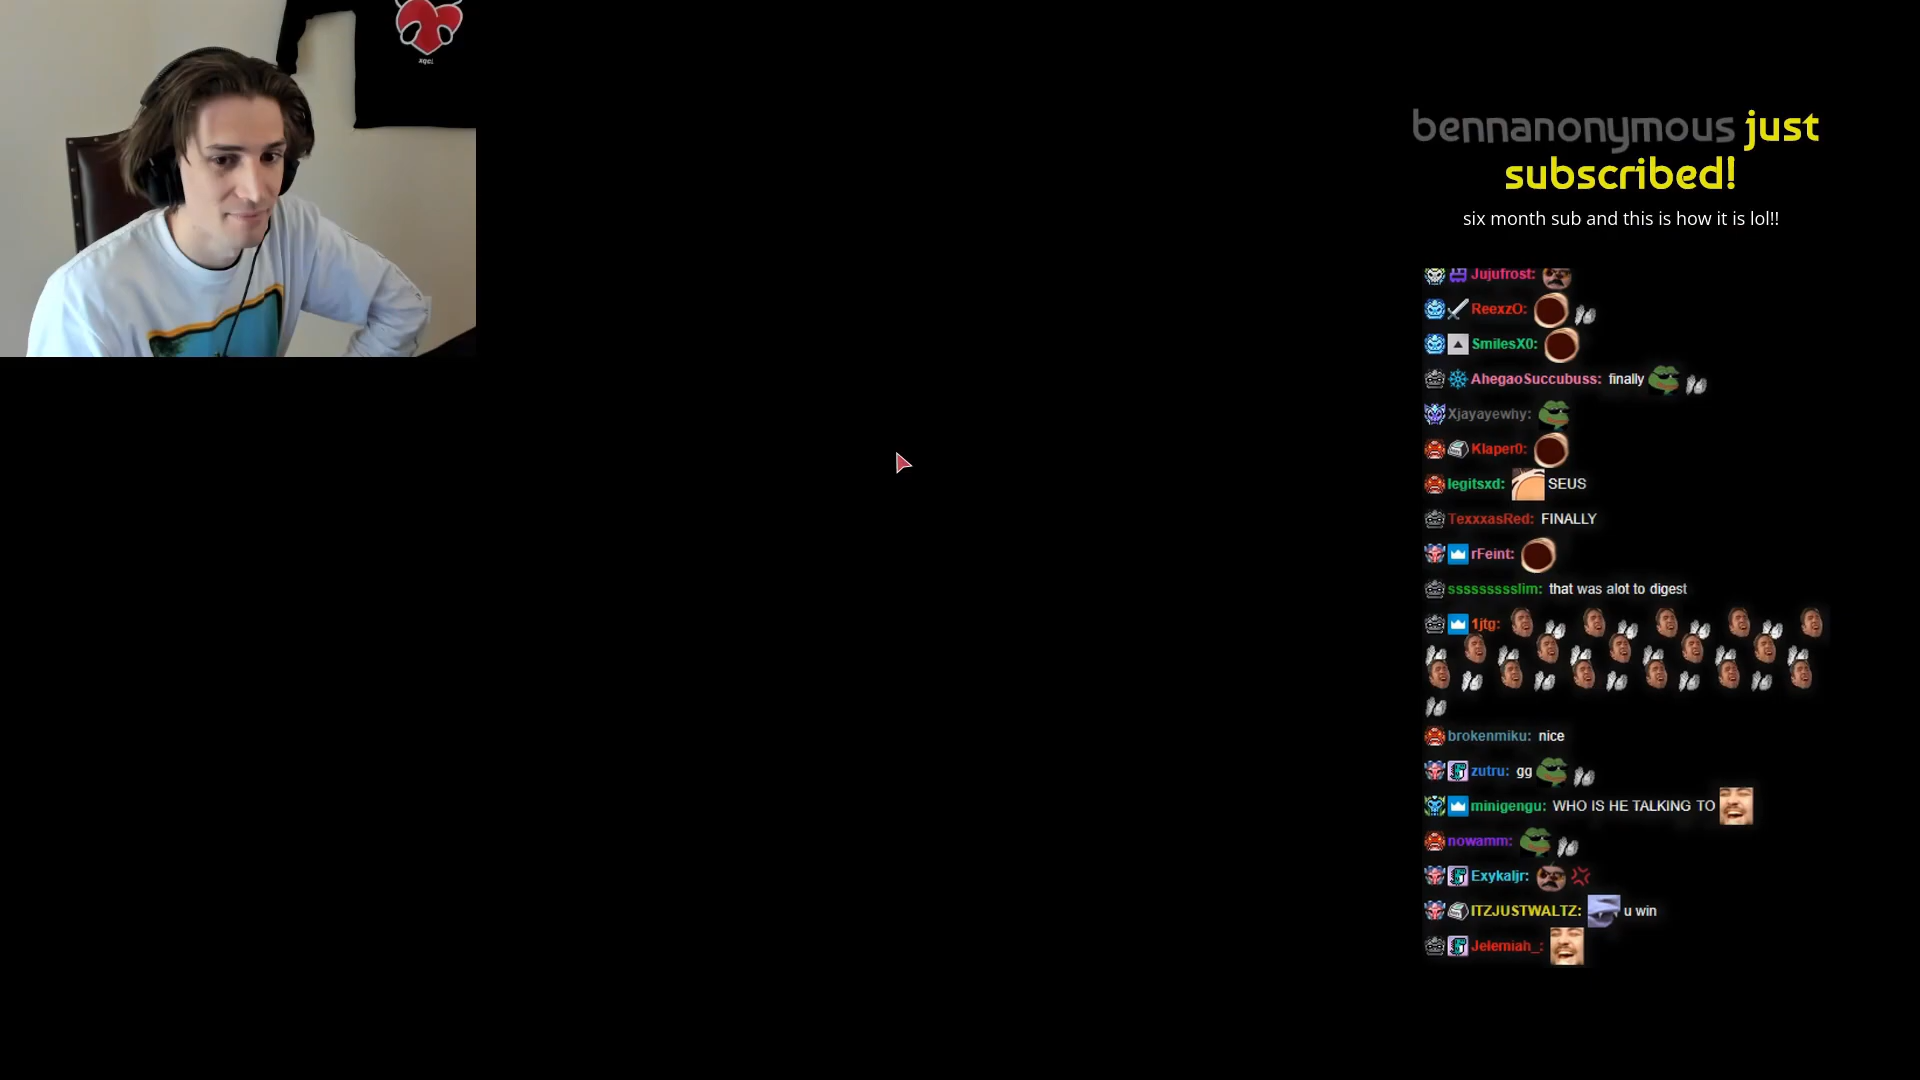 xqcL
bennanonymous just
subscribed!
six month sub and this is how it is lol!!
Jujufrost:
ReexzO:
SmilesX0:
AhegaoSuccubuss: finally
Xjayayewhy:
Klaper0:
legitsxd: SEUS
TexxxasRed: FINALLY
rFeint:
ssssssssslim: that was alot to digest
1jtg:
brokenmiku: nice
zutru: gg
minigengu: WHO IS HE TALKING TO
nowamm:
Exykaljr:
ITZJUSTWALTZ: u win
Jelemiah_: